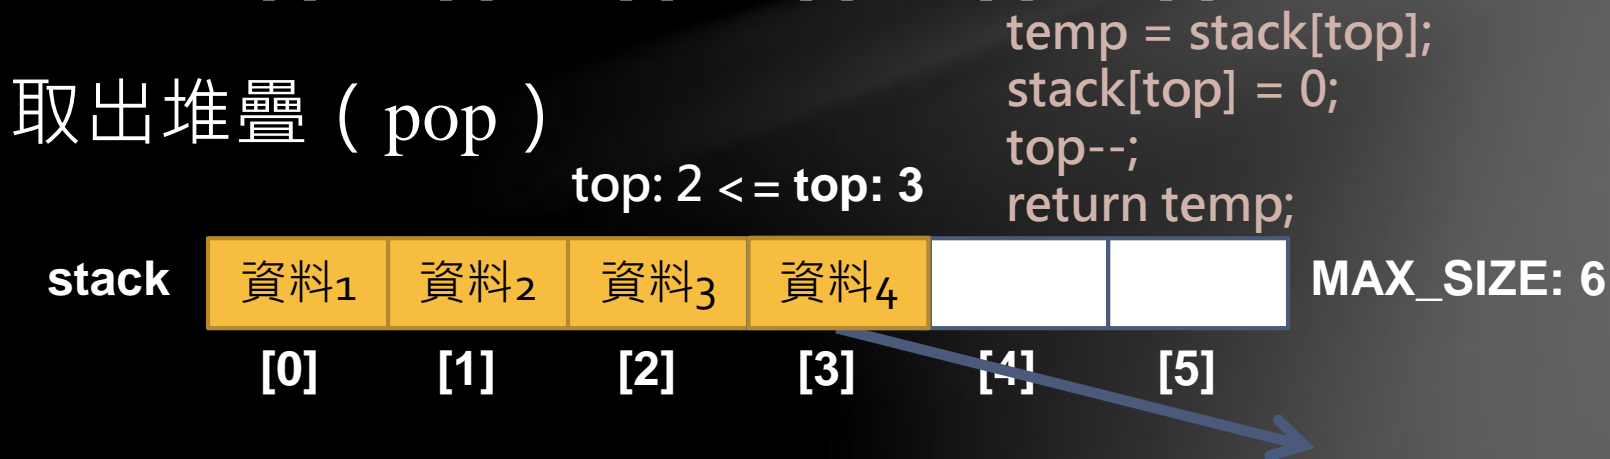 temp = stack[top];
stack[top] = 0;
top--;
return temp;
取出堆疊（pop）
top: 2 <= top: 3
stack 資料1 資料2 資料3 資料4 MAX_SIZE: 6
[0] [1] [2] [3] [4] [5]